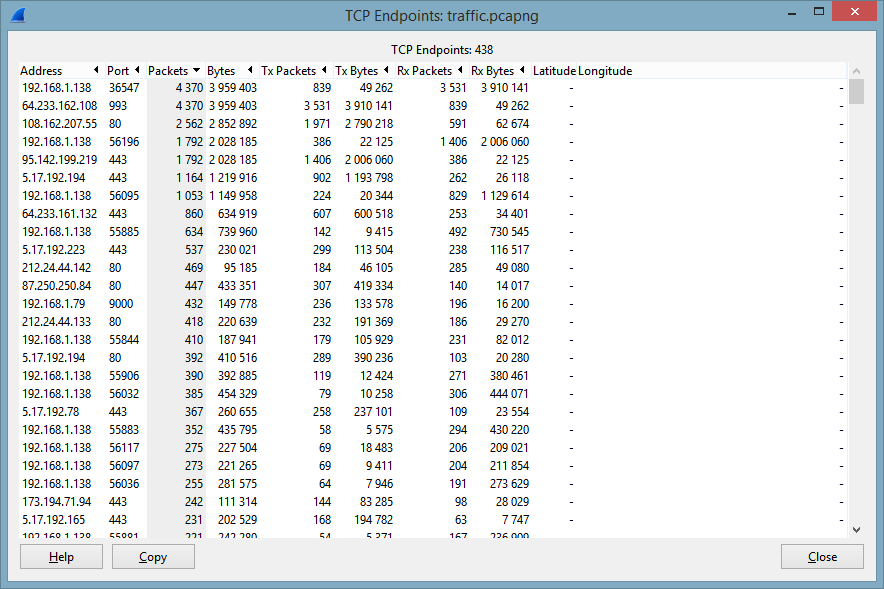 TCP Endpoints: traffic.pcapng
TCP Endpoints: 438
Address Port Packets Bytes Tx Packets Tx Bytes Rx Packets Rx Bytes Latitude Longitude
192.168.1.138 36547 4 370 3 959 403 839 49 262 3 531 3 910 141 - -
64.233.162.108 993 4 370 3 959 403 3 531 3 910 141 839 49 262 - -
108.162.207.55 80 2 562 2 852 892 1 971 2 790 218 591 62 674 - -
192.168.1.138 56196 1 792 2 028 185 386 22 125 1 406 2 006 060 - -
95.142.199.219 443 1 792 2 028 185 1 406 2 006 060 386 22 125 - -
5.17.192.194 443 1 164 1 219 916 902 1 193 798 262 26 118 - -
192.168.1.138 56095 1 053 1 149 958 224 20 344 829 1 129 614 - -
64.233.161.132 443 860 634 919 607 600 518 253 34 401 - -
192.168.1.138 55885 634 739 960 142 9 415 492 730 545 - -
5.17.192.223 443 537 230 021 299 113 504 238 116 517 - -
212.24.44.142 80 469 95 185 184 46 105 285 49 080 - -
87.250.250.84 80 447 433 351 307 419 334 140 14 017 - -
192.168.1.79 9000 432 149 778 236 133 578 196 16 200 - -
212.24.44.133 80 418 220 639 232 191 369 186 29 270 - -
192.168.1.138 55844 410 187 941 179 105 929 231 82 012 - -
5.17.192.194 80 392 410 516 289 390 236 103 20 280 - -
192.168.1.138 55906 390 392 885 119 12 424 271 380 461 - -
192.168.1.138 56032 385 454 329 79 10 258 306 444 071 - -
5.17.192.78 443 367 260 655 258 237 101 109 23 554 - -
192.168.1.138 55883 352 435 795 58 5 575 294 430 220 - -
192.168.1.138 56117 275 227 504 69 18 483 206 209 021 - -
192.168.1.138 56097 273 221 265 69 9 411 204 211 854 - -
192.168.1.138 56036 255 281 575 64 7 946 191 273 629 - -
173.194.71.94 443 242 111 314 144 83 285 98 28 029 - -
5.17.192.165 443 231 202 529 168 194 782 63 7 747 - -
192.168.1.138 55881 221 242 280 54 5 371 167 236 909 - -
Help Copy Close